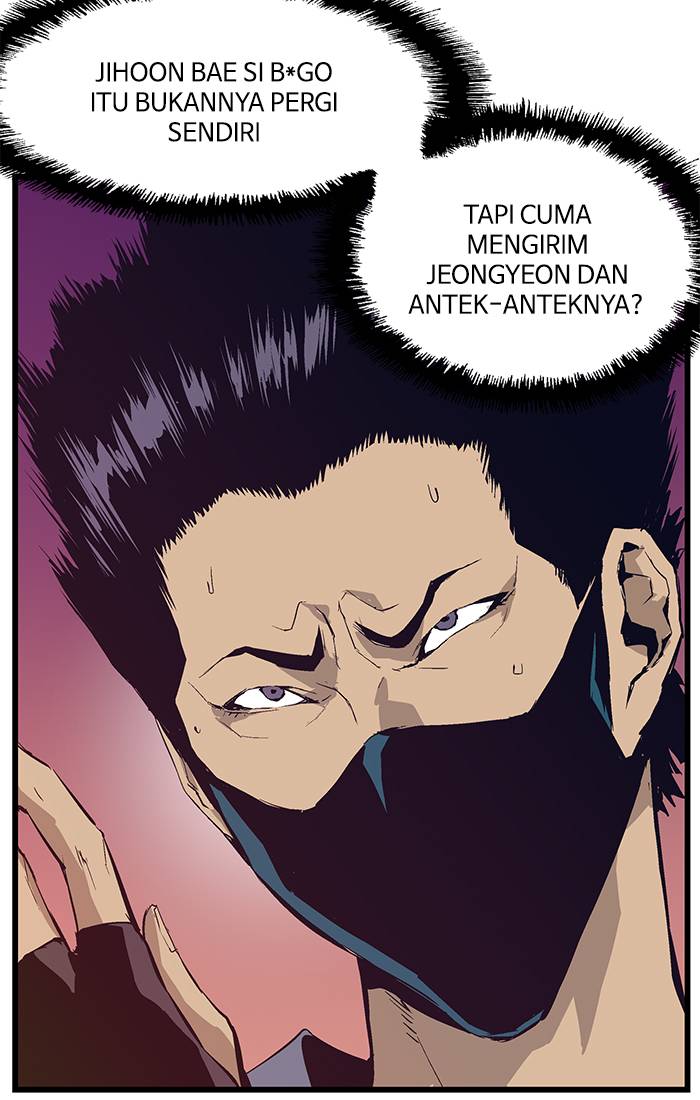 JIHOON BAE SI B*GO
ITU BUKANNYA PERGI
SENDIRI
TAPI CUMA
MENGIRIM
JEONGYEON DAN
ANTEK-ANTEKNYA?